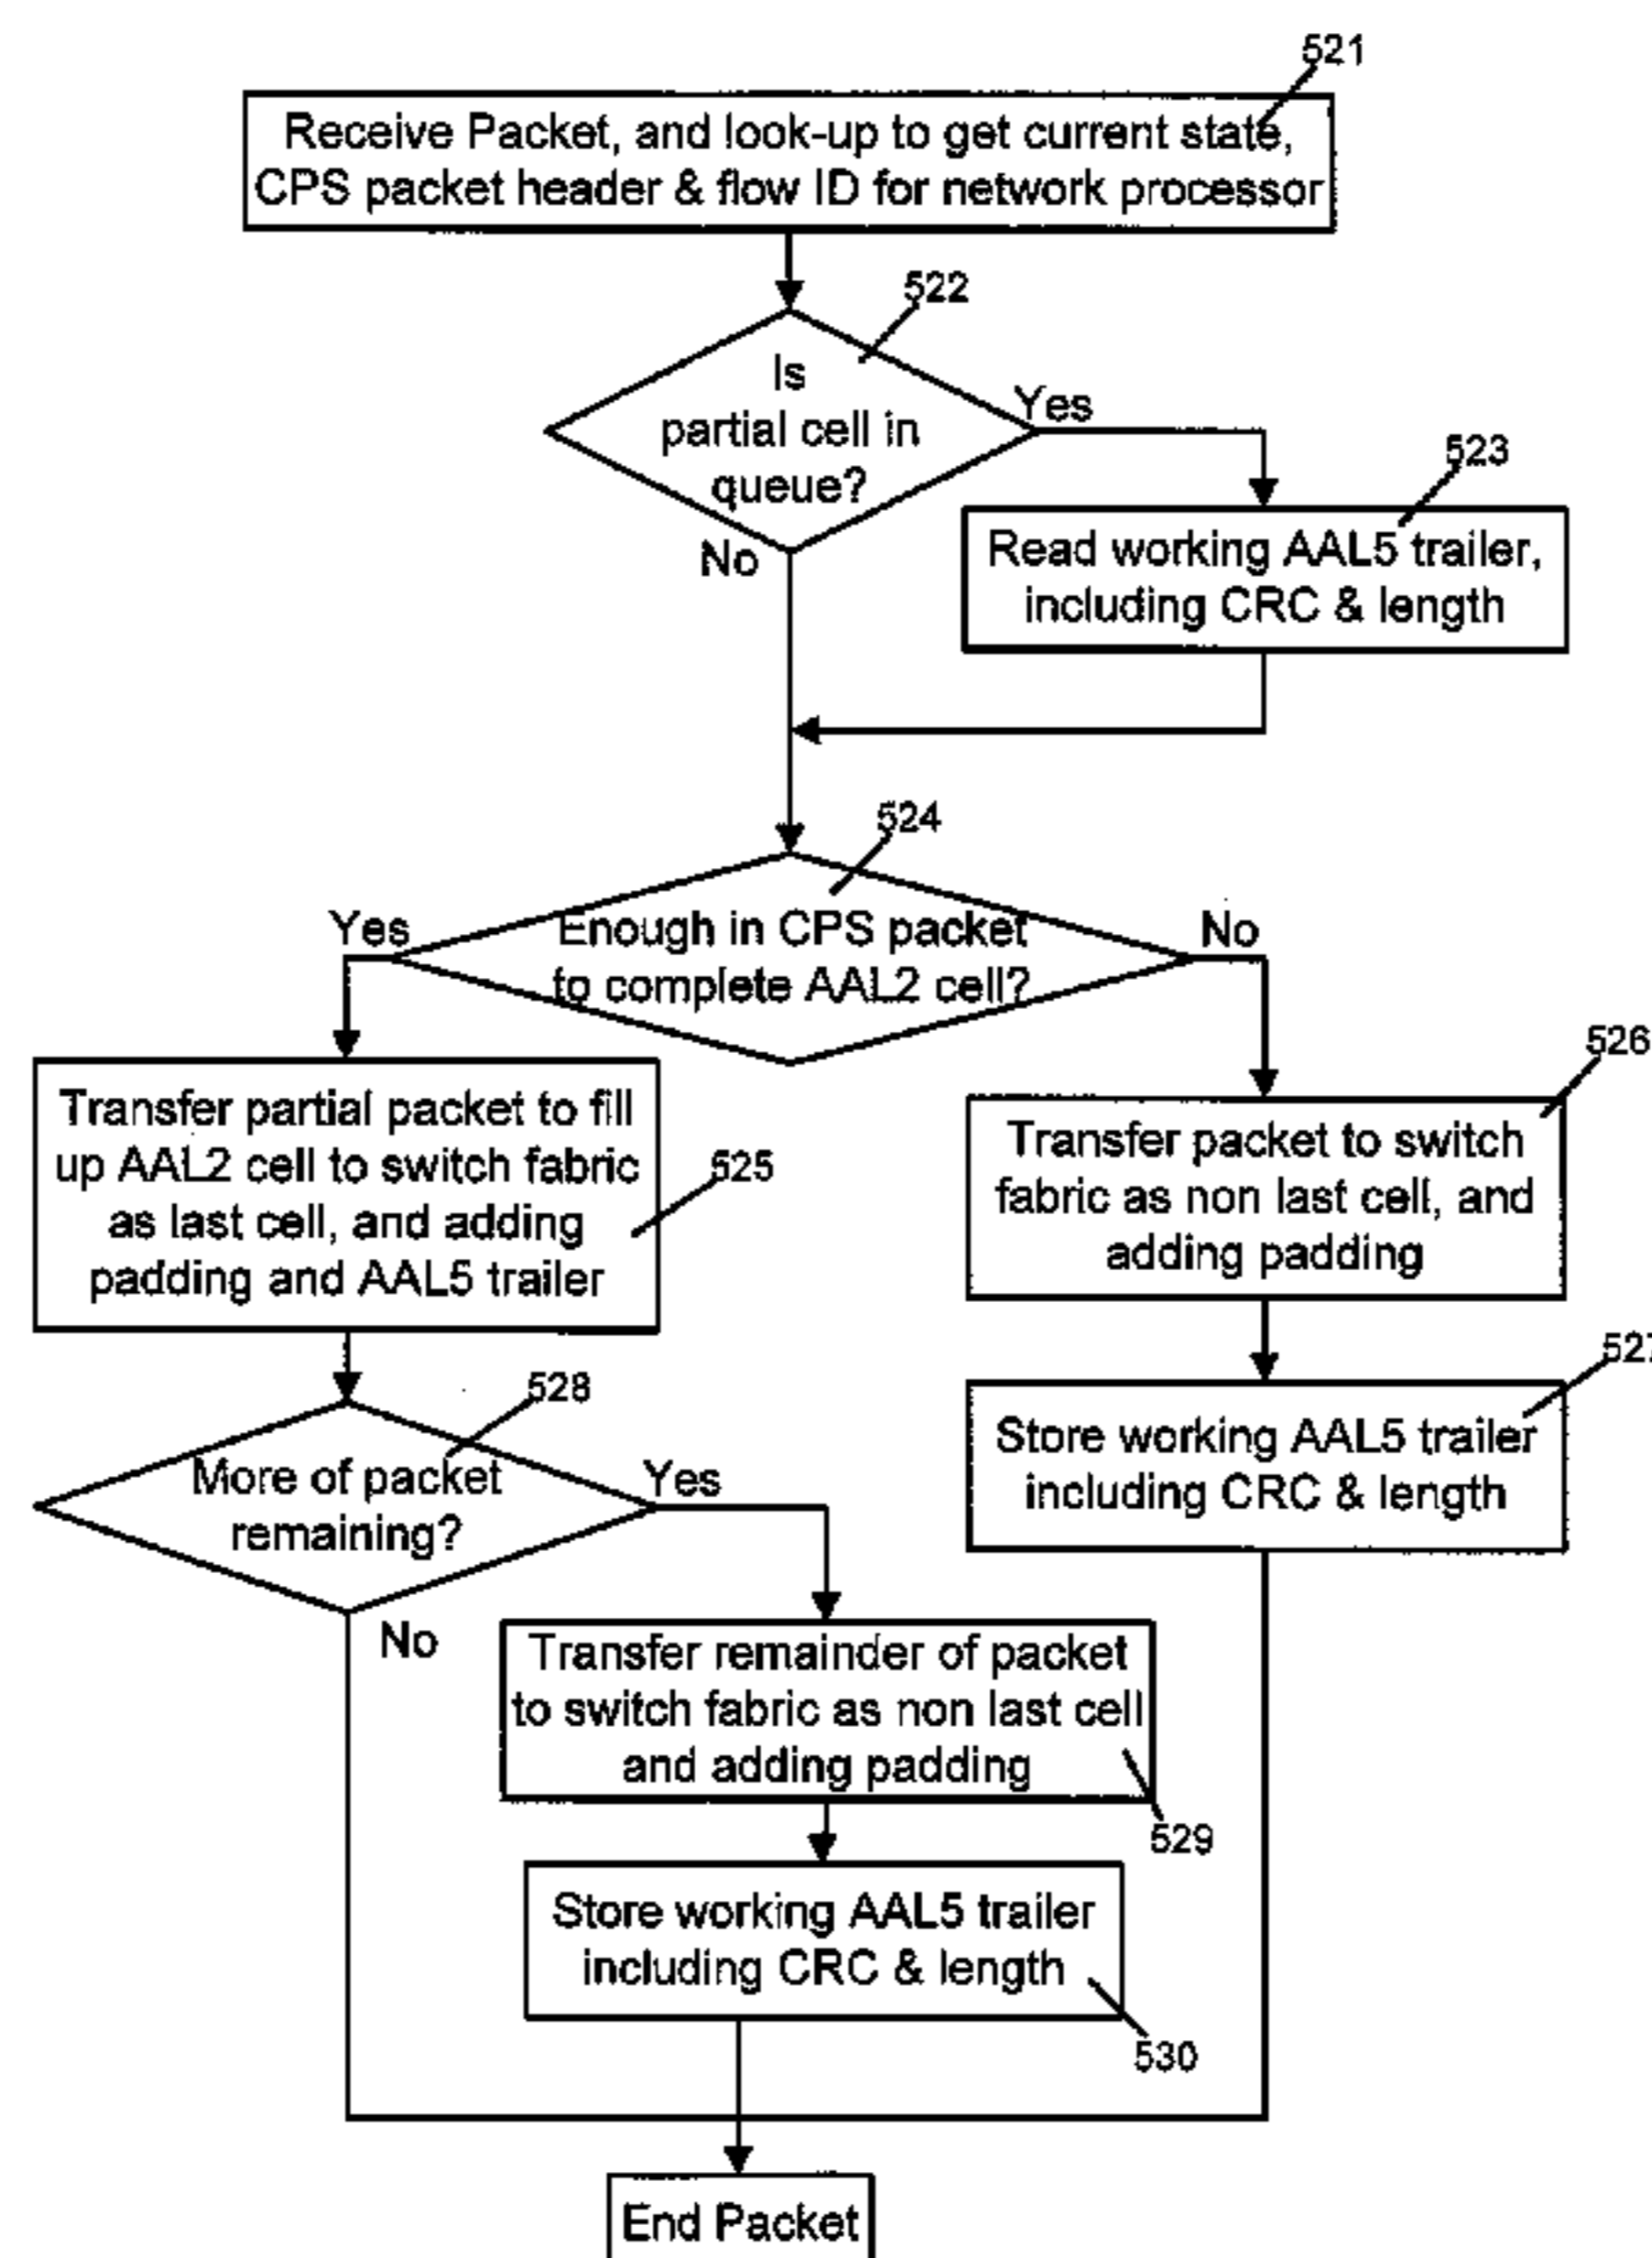 521
Receive Packet, and look-up to get current state,
CPS packet header & flow ID for network processor
522
Is
partial cell in
queue?
Yes
No
523
Read working AAL5 trailer,
including CRC & length
524
Enough in CPS packet
to complete AAL2 cell?
Yes
No
Transfer partial packet to fill
up AAL2 cell to switch fabric
as last cell, and adding
padding and AAL5 trailer
525
526
Transfer packet to switch
fabric as non last cell, and
adding padding
527
Store working AAL5 trailer
including CRC & length
528
More of packet
remaining?
Yes
No
Transfer remainder of packet
to switch fabric as non last cell
and adding padding
529
Store working AAL5 trailer
including CRC & length
530
End Packet